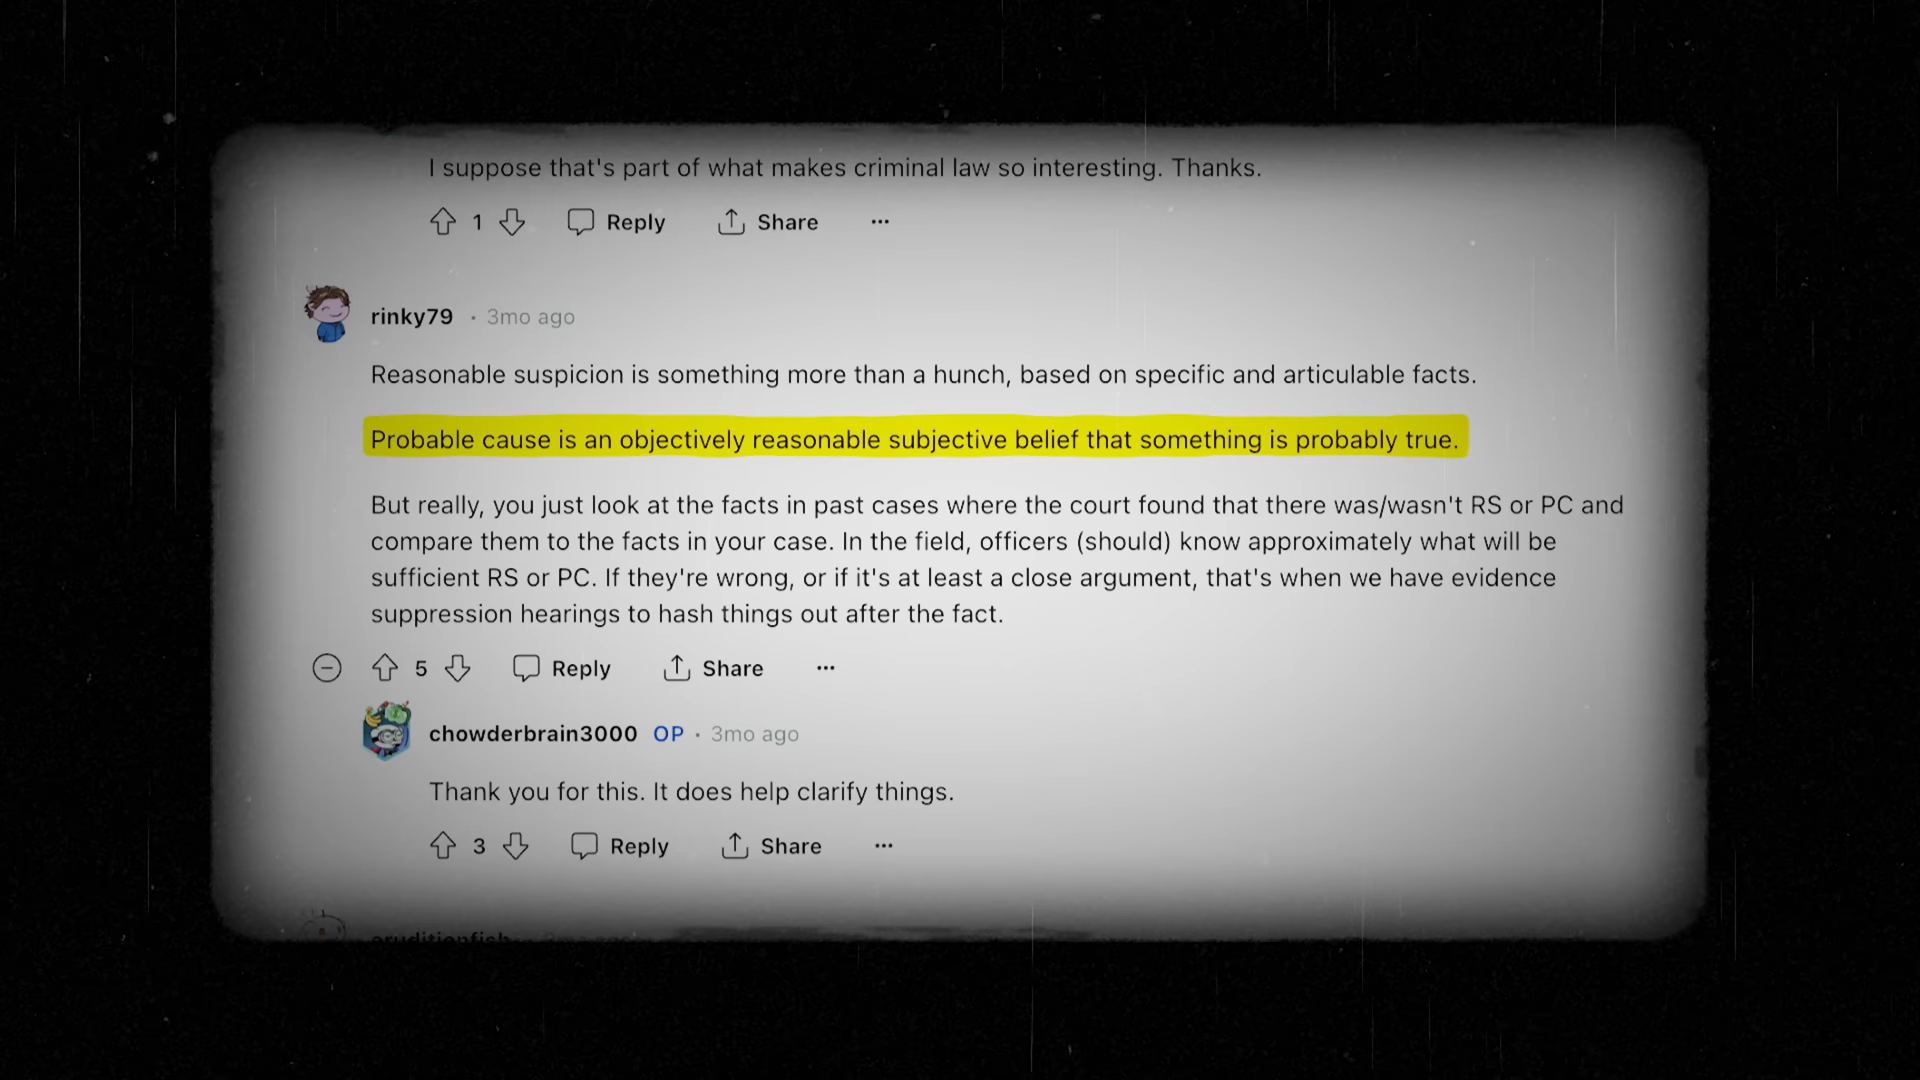 I suppose that's part of what makes criminal law so interesting. Thanks.
1 Reply Share ...
rinky79 · 3mo ago
Reasonable suspicion is something more than a hunch, based on specific and articulable facts.
Probable cause is an objectively reasonable subjective belief that something is probably true.
But really, you just look at the facts in past cases where the court found that there was/wasn't RS or PC and
compare them to the facts in your case. In the field, officers (should) know approximately what will be
sufficient RS or PC. If they're wrong, or if it's at least a close argument, that's when we have evidence
suppression hearings to hash things out after the fact.
5 Reply Share ...
chowderbrain3000 OP · 3mo ago
Thank you for this. It does help clarify things.
3 Reply Share ...